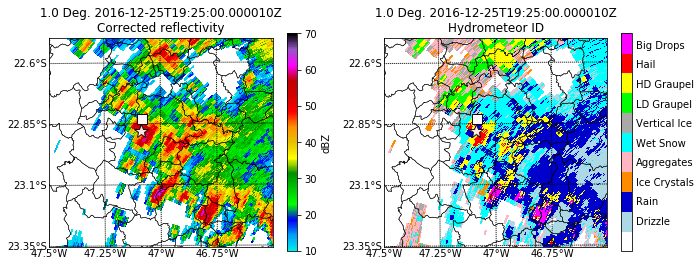 1.0 Deg. 2016-12-25T19:25:00.000010Z
Corrected reflectivity
22.6°S
22.85°S
23.1°S
23.35°S
47.5°W
47.25°W
47°W
46.75°W
70
60
50
40
30
20
10
dBZ
1.0 Deg. 2016-12-25T19:25:00.000010Z
Hydrometeor ID
22.6°S
22.85°S
23.1°S
23.35°S
47.5°W
47.25°W
47°W
46.75°W
Big Drops
Hail
HD Graupel
LD Graupel
Vertical Ice
Wet Snow
Aggregates
Ice Crystals
Rain
Drizzle